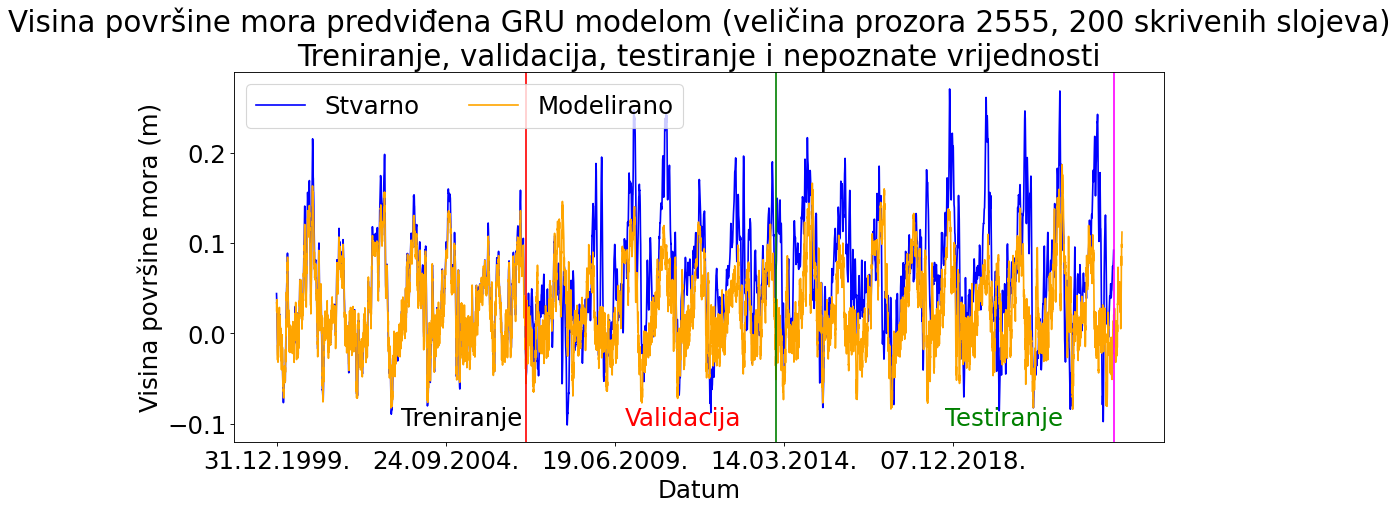 Visina površine mora predviđena GRU modelom (veličina prozora 2555, 200 skrivenih slojeva)
Treniranje, validacija, testiranje i nepoznate vrijednosti
Stvarno Modelirano
Visina površine mora (m)
0.2
0.1
0.0
−0.1
Treniranje Validacija Testiranje
31.12.1999. 24.09.2004. 19.06.2009. 14.03.2014. 07.12.2018.
Datum